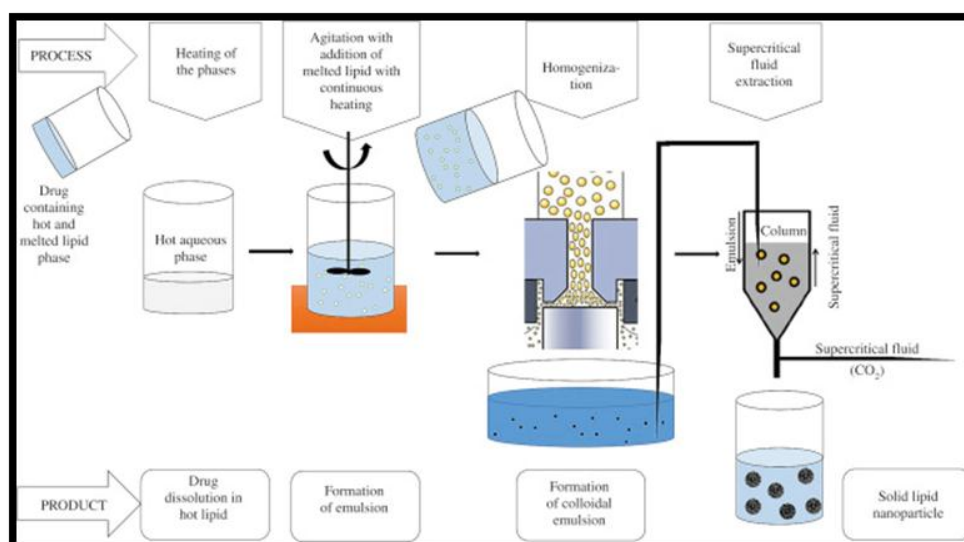 PROCESS
Heating of
the phases
Agitation with
addition of
melted lipid with
continuous
heating
Homogeniza-
tion
Supercritical
fluid
extraction
Drug
containing
hot and
melted lipid
phase
Hot aqueous
phase
Emulsion
Column
Supercritical fluid
Supercritical fluid
(CO₂)
PRODUCT
Drug
dissolution in
hot lipid
Formation
of emulsion
Formation
of colloidal
emulsion
Solid lipid
nanoparticle